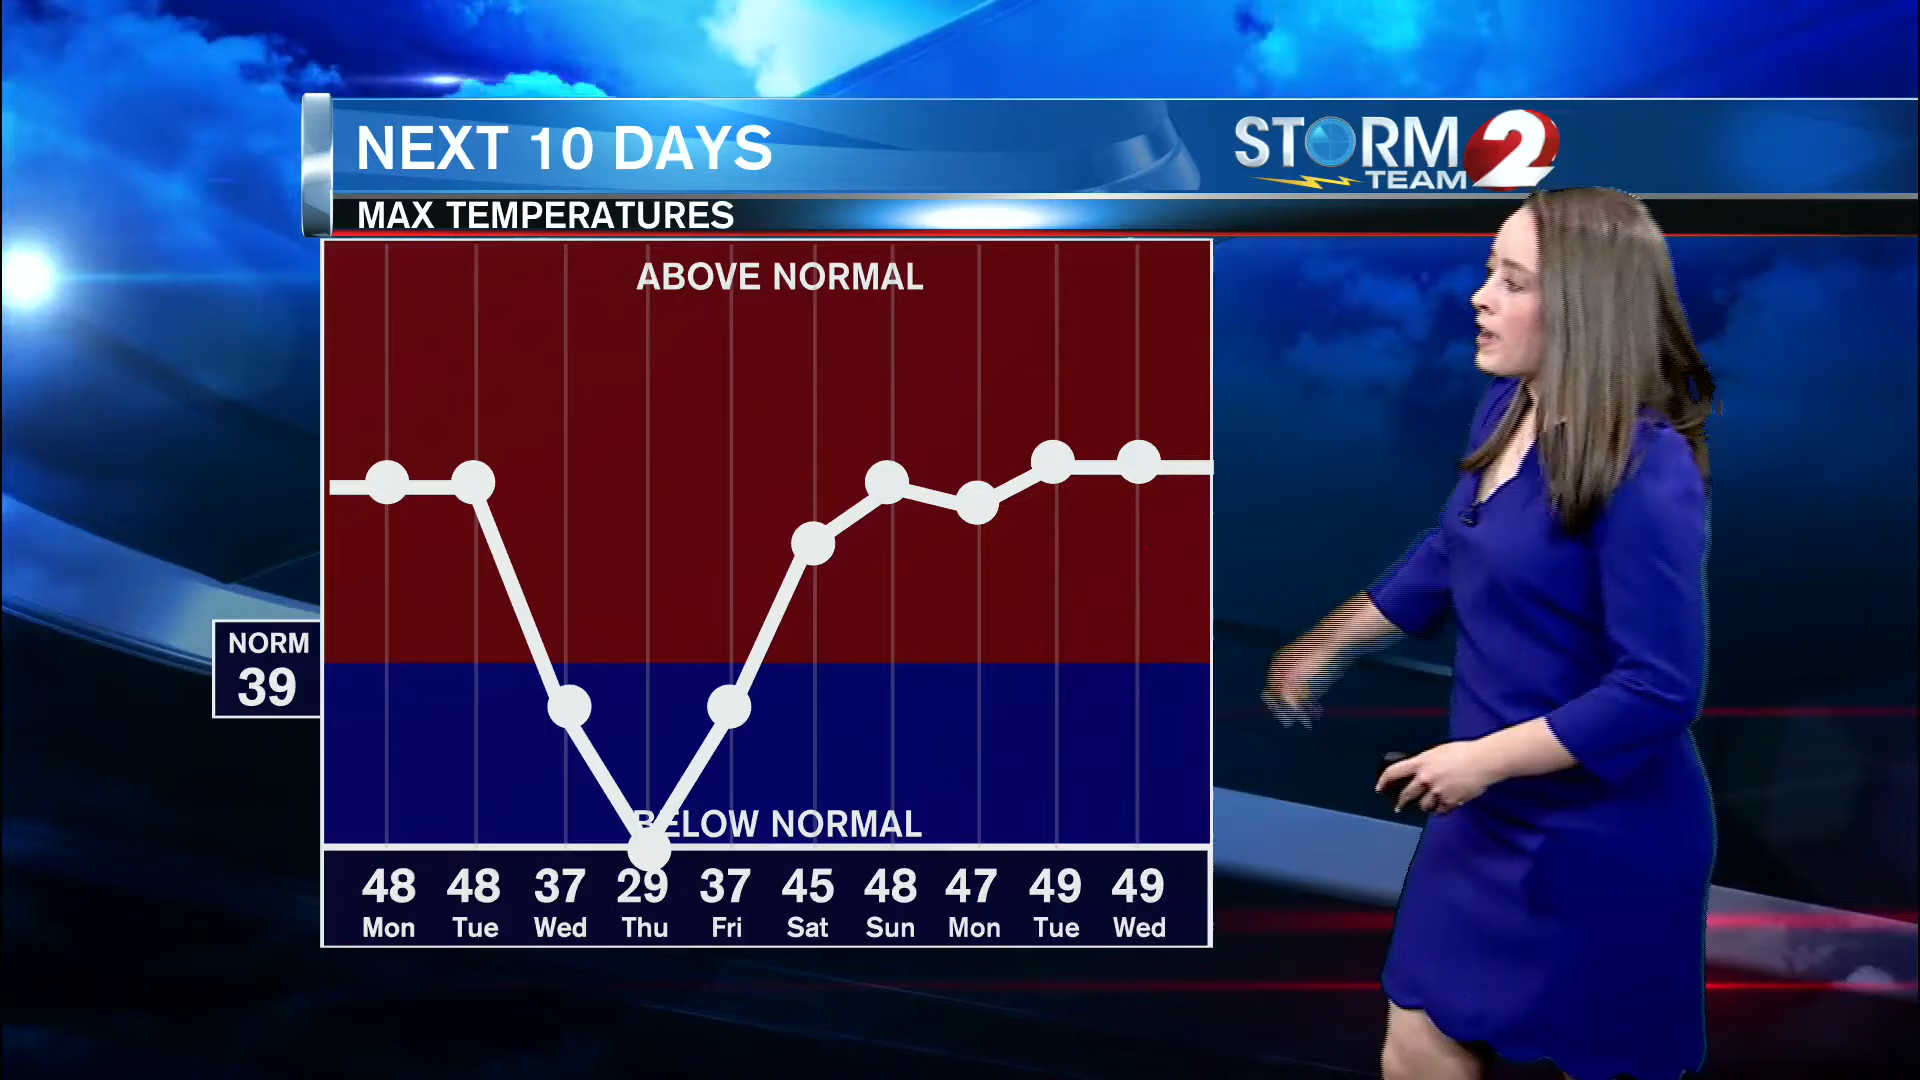 NEXT 10 DAYS
STORM
TEAM 2
MAX TEMPERATURES
ABOVE NORMAL
NORM
39
BELOW NORMAL
48 48 37 29 37 45 48 47 49 49
Mon Tue Wed Thu Fri Sat Sun Mon Tue Wed